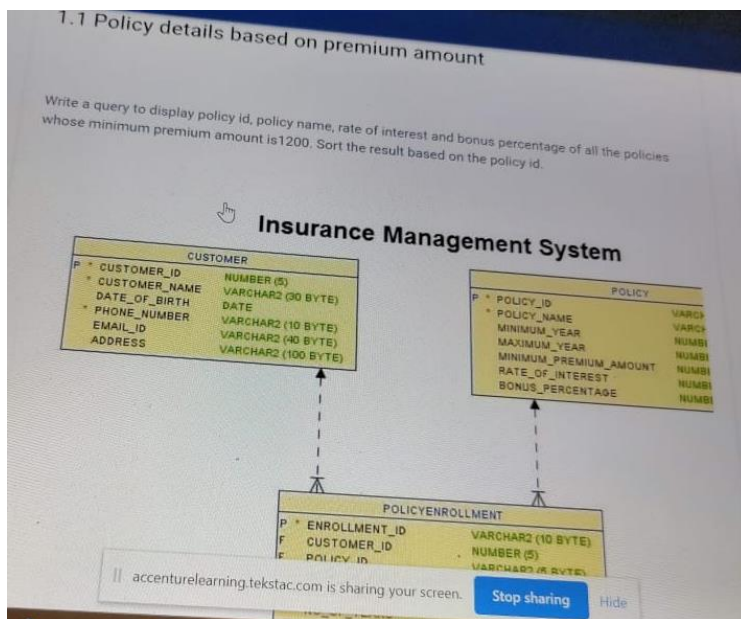 1.1 Policy details based on premium amount
Write a query to display policy id, policy name, rate of interest and bonus percentage of all the policies
whose minimum premium amount is1200. Sort the result based on the policy id.
Insurance Management System
CUSTOMER
P * CUSTOMER_ID NUMBER (5)
* CUSTOMER_NAME VARCHAR2 (30 BYTE)
DATE_OF_BIRTH DATE
* PHONE_NUMBER VARCHAR2 (10 BYTE)
EMAIL_ID VARCHAR2 (40 BYTE)
ADDRESS VARCHAR2 (100 BYTE)
POLICY
P * POLICY_ID
* POLICY_NAME
MINIMUM_YEAR
MAXIMUM_YEAR
MINIMUM_PREMIUM_AMOUNT
RATE_OF_INTEREST
BONUS_PERCENTAGE
POLICYENROLLMENT
P * ENROLLMENT_ID VARCHAR2 (10 BYTE)
F CUSTOMER_ID NUMBER (5)
F POLICY_ID
accenturelearning.tekstac.com is sharing your screen. Stop sharing Hide